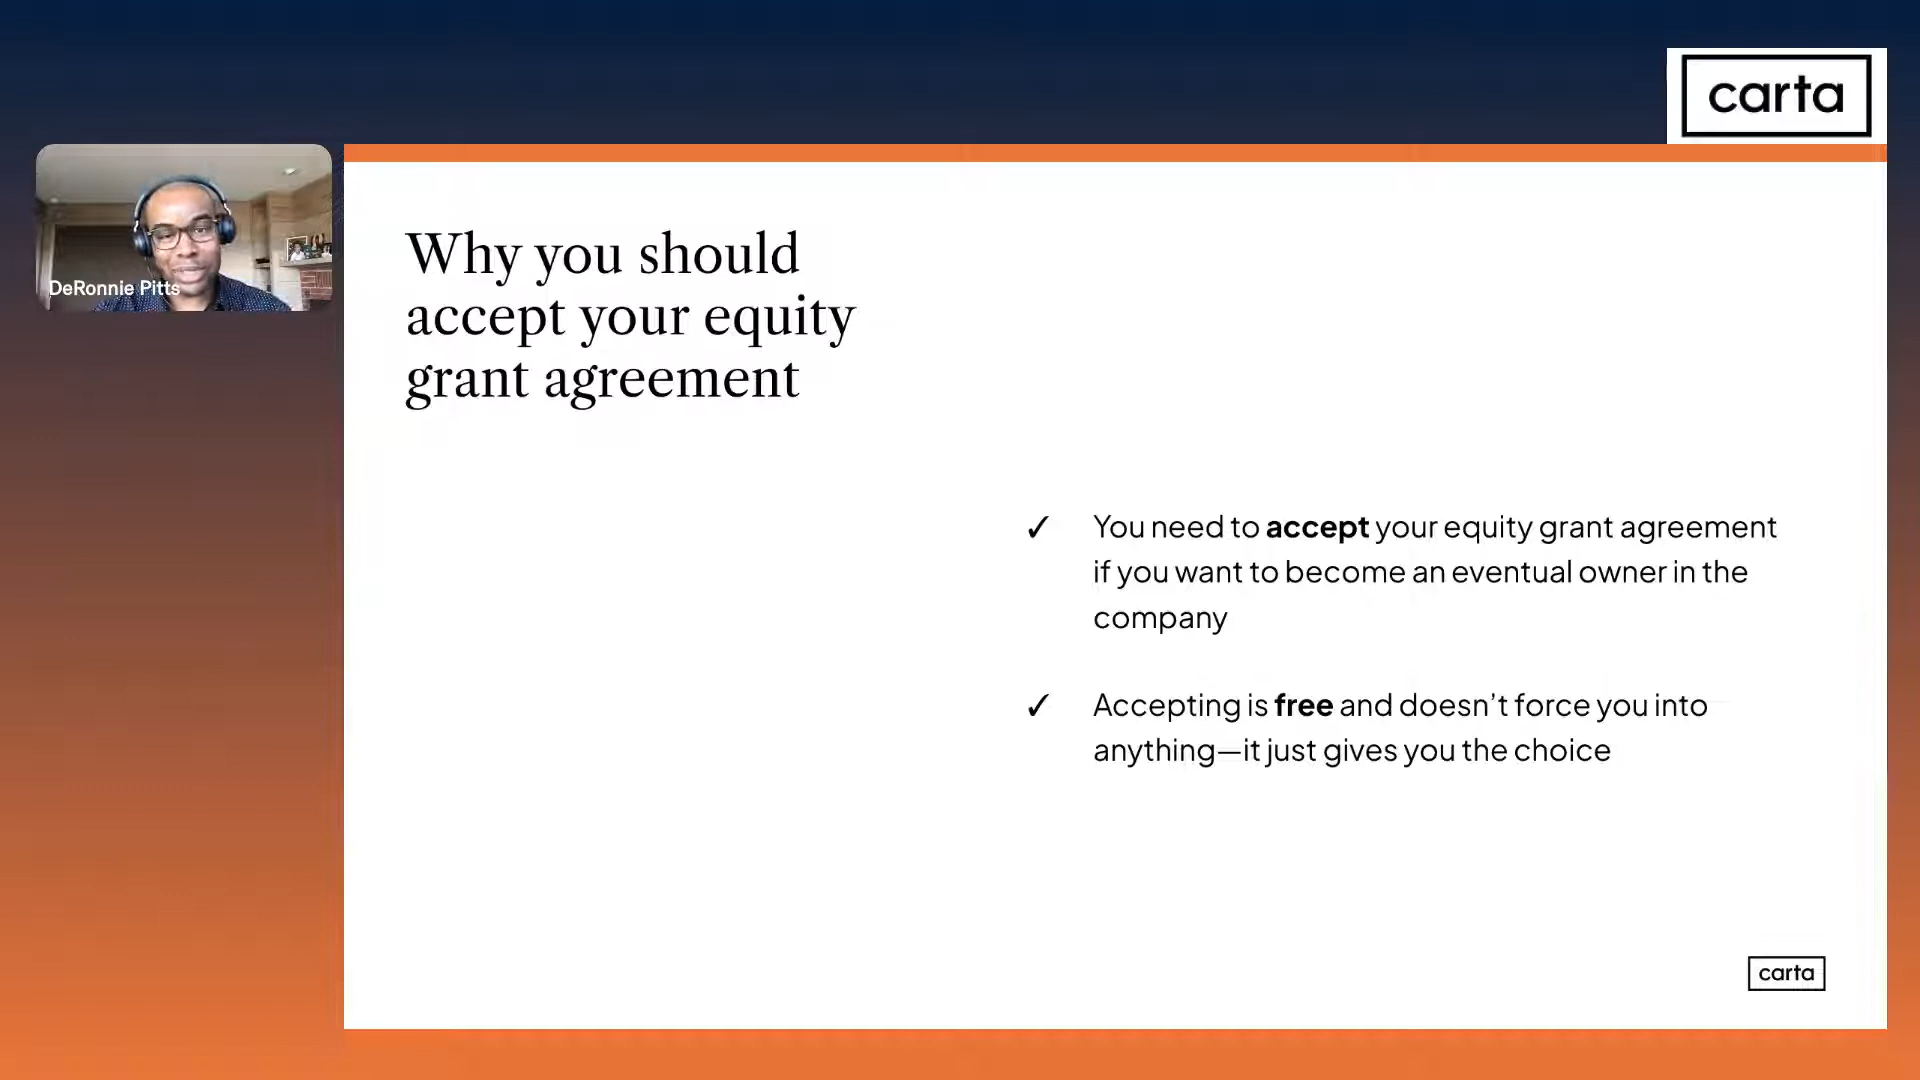 carta
DeRonnie Pitts
Why you should
accept your equity
grant agreement
✓ You need to accept your equity grant agreement
if you want to become an eventual owner in the
company
✓ Accepting is free and doesn’t force you into
anything—it just gives you the choice
carta